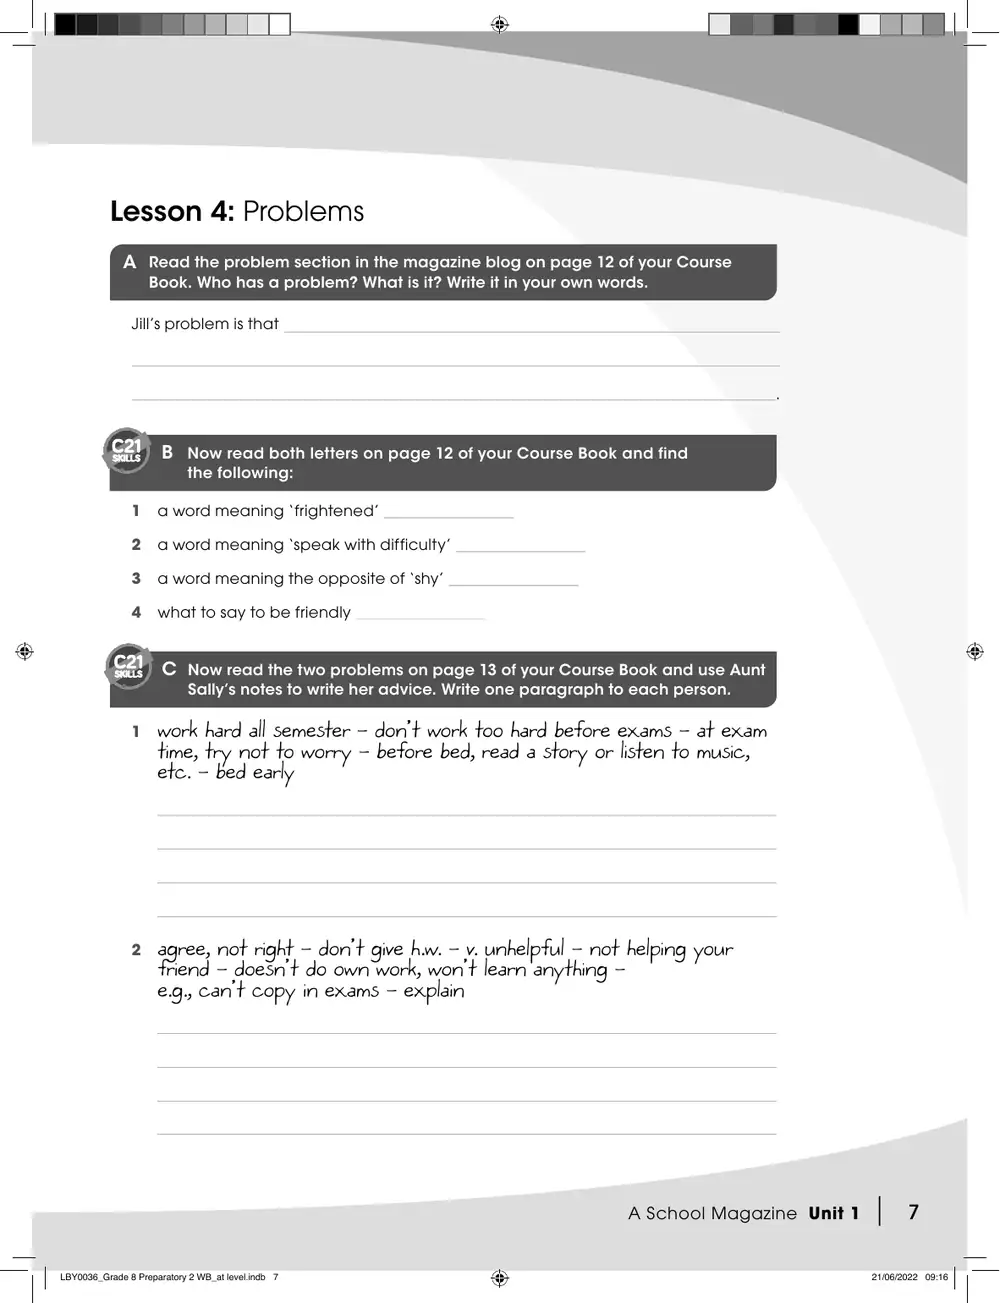 Lesson 4: Problems
A Read the problem section in the magazine blog on page 12 of your Course
Book. Who has a problem? What is it? Write it in your own words.
Jill's problem is that
.
C21
SKILLS
B Now read both letters on page 12 of your Course Book and find
the following:
1 a word meaning 'frightened'
2 a word meaning 'speak with difficulty'
3 a word meaning the opposite of 'shy'
4 what to say to be friendly
C21
SKILLS
C Now read the two problems on page 13 of your Course Book and use Aunt
Sally's notes to write her advice. Write one paragraph to each person.
1 work hard all semester – don't work too hard before exams – at exam
time, try not to worry – before bed, read a story or listen to music,
etc. – bed early
2 agree, not right – don't give h.w. – v. unhelpful – not helping your
friend – doesn't do own work, won't learn anything –
e.g., can't copy in exams – explain
A School Magazine Unit 1 7
LBY0036_Grade 8 Preparatory 2 WB_at level.indb 7 21/06/2022 09:16